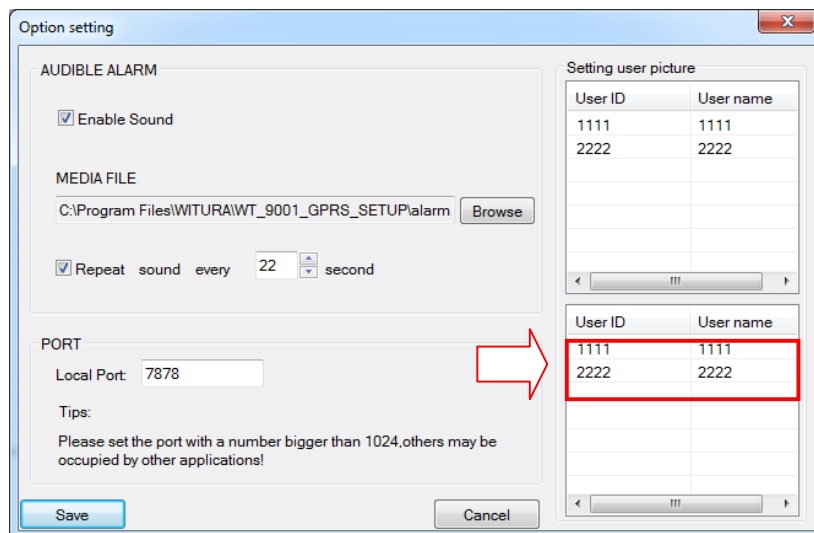 Option setting
AUDIBLE ALARM
Enable Sound
MEDIA FILE
C:\Program Files\WITURA\WT_9001_GPRS_SETUP\alarm
Browse
Repeat sound every 22 second
PORT
Local Port: 7878
Tips:
Please set the port with a number bigger than 1024,others may be
occupied by other applications!
Save
Cancel
Setting user picture
User ID User name
1111 1111
2222 2222
User ID User name
1111 1111
2222 2222